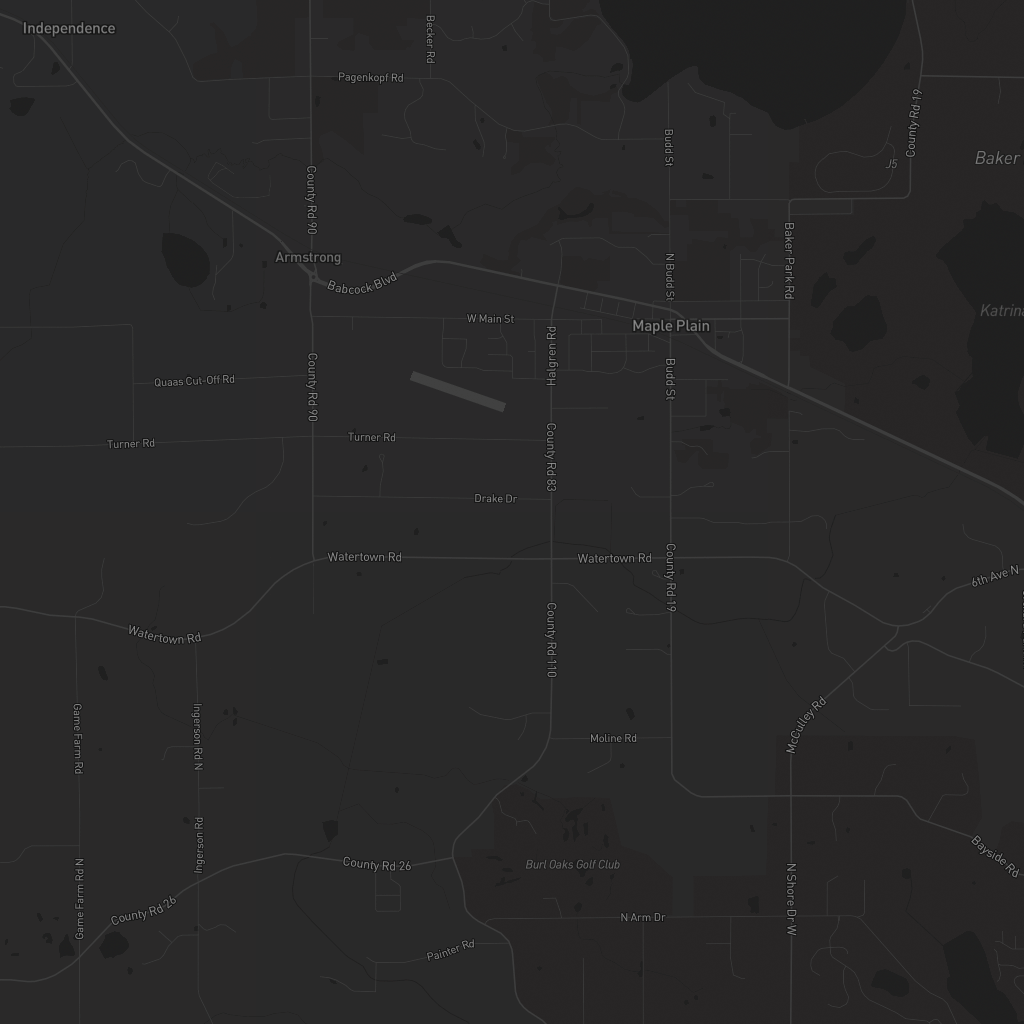 Independence
Becker Rd
Pagenkopf Rd
County Rd 19
Budd St
J5
Baker
County Rd 90
Armstrong
Babcock Blvd
N Budd St
Baker Park Rd
Katrina
W Main St
Maple Plain
Halgren Rd
Quaas Cut-Off Rd
County Rd 90
Budd St
Turner Rd
Turner Rd
County Rd 83
Drake Dr
Watertown Rd
Watertown Rd
County Rd 19
6th Ave N
Watertown Rd
County Rd 110
Game Farm Rd
Ingerson Rd N
McCulley Rd
Moline Rd
Ingerson Rd
County Rd 26
Burl Oaks Golf Club
Bayside Rd
Game Farm Rd N
County Rd 26
N Shore Dr W
N Arm Dr
Painter Rd